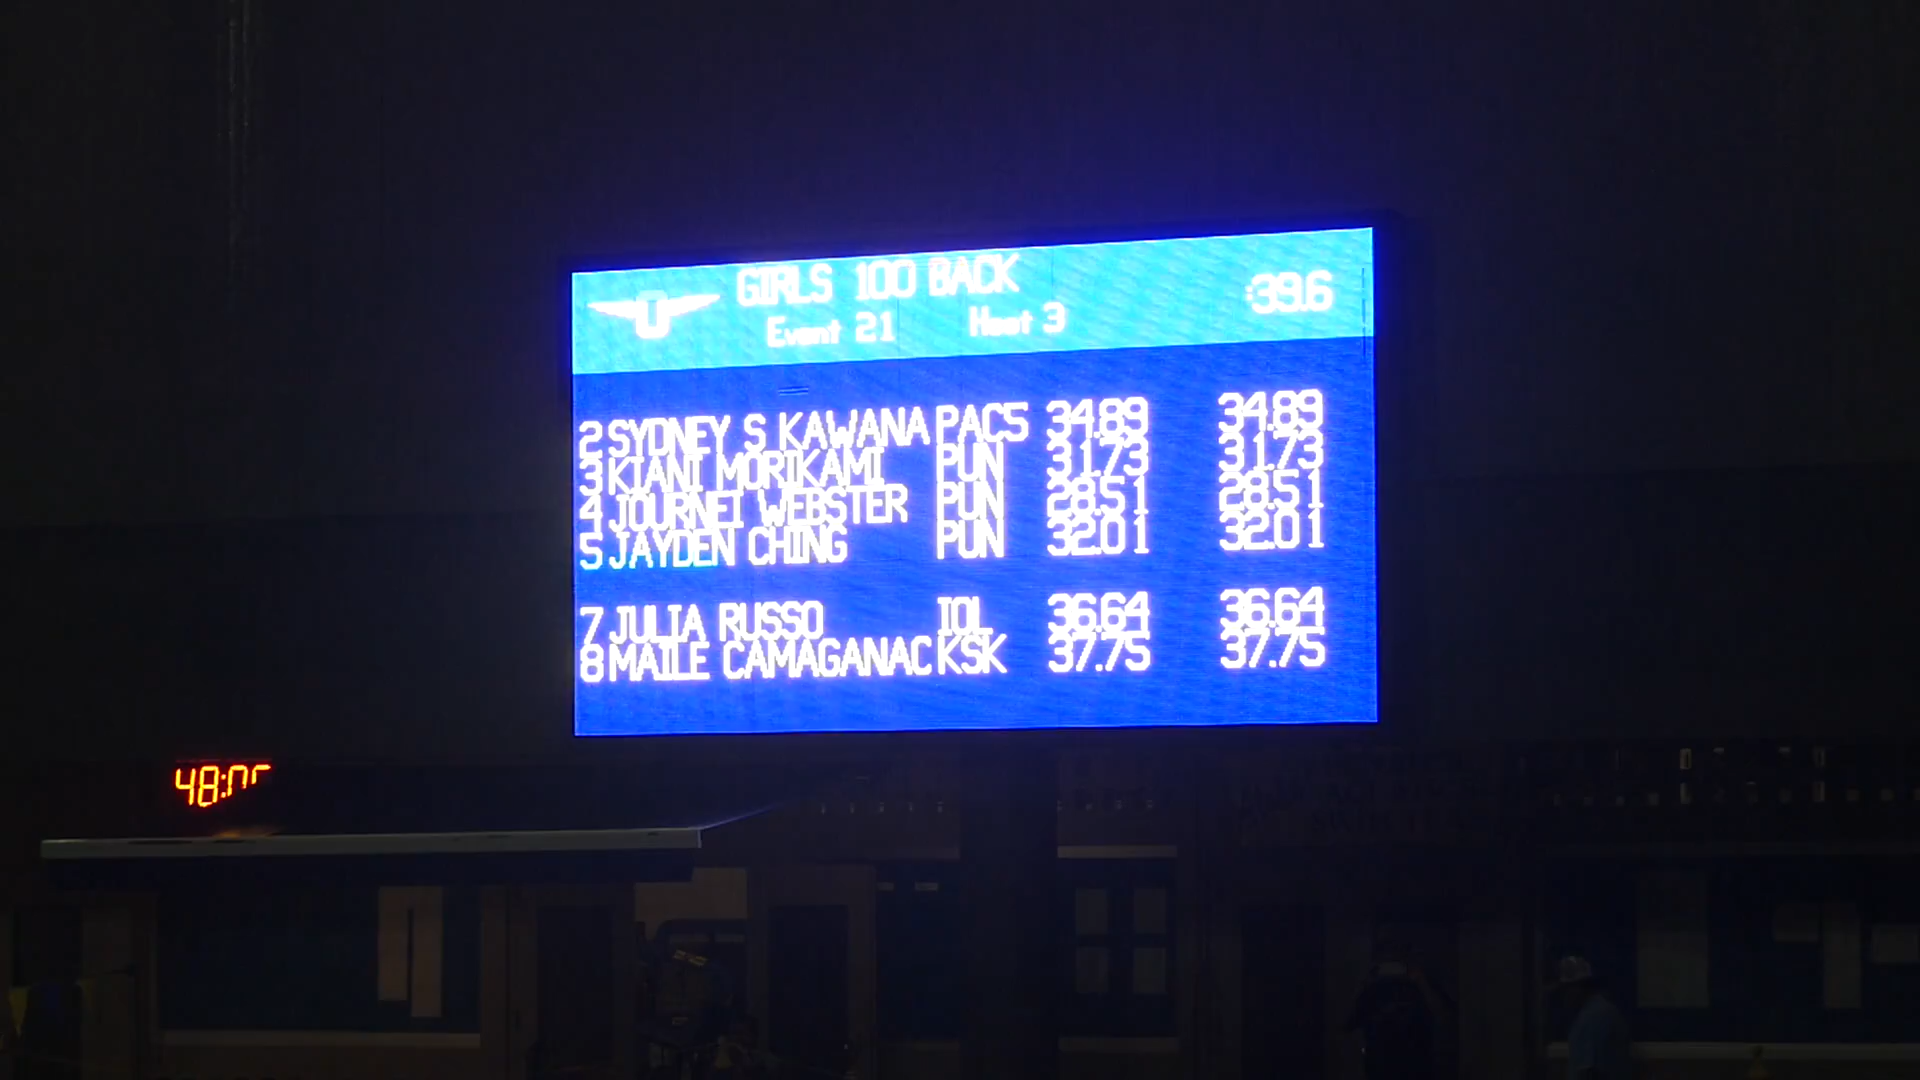 GIRLS 100 BACK
:39.6
Event 21 Heat 3
2 SYDNEY S KAWANA PAC5 34.89 34.89
3 KIANI MORIKAMI PUN 31.73 31.73
4 JOURNEI WEBSTER PUN 28.51 28.51
5 JAYDEN CHING PUN 32.01 32.01
7 JULIA RUSSO IOL 36.64 36.64
8 MAILE CAMAGANAC KSK 37.75 37.75